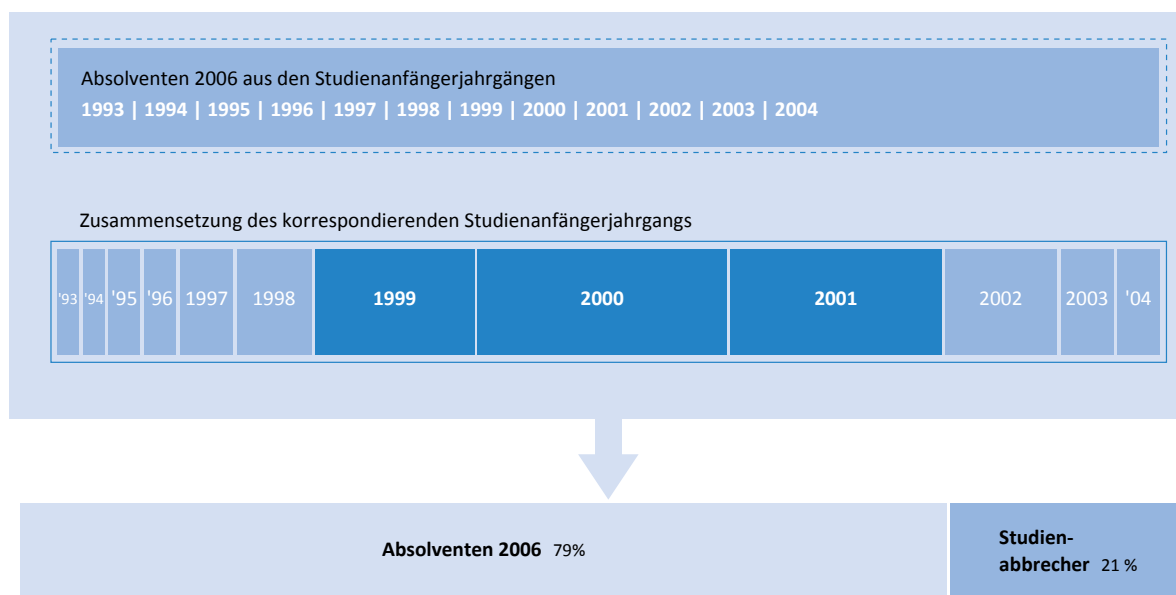 Absolventen 2006 aus den Studienanfängerjahrgängen
1993 | 1994 | 1995 | 1996 | 1997 | 1998 | 1999 | 2000 | 2001 | 2002 | 2003 | 2004
Zusammensetzung des korrespondierenden Studienanfängerjahrgangs
'93 '94 '95 '96 1997 1998 1999 2000 2001 2002 2003 '04
Absolventen 2006 79%
Studien-
abbrecher 21 %